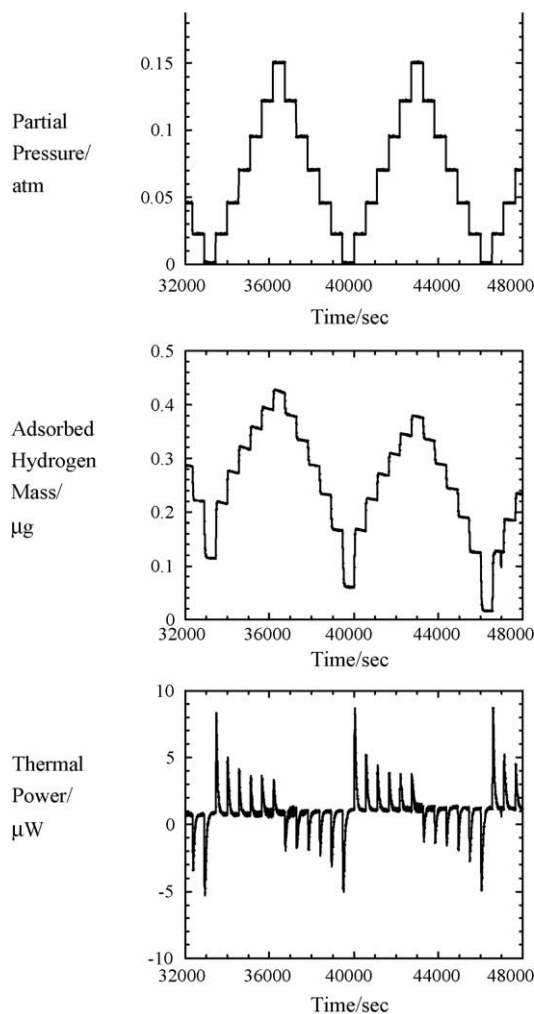 Partial
Pressure/
atm
0.15
0.1
0.05
0
32000 36000 40000 44000 48000
Time/sec
Adsorbed
Hydrogen
Mass/
μg
0.5
0.4
0.3
0.2
0.1
0
32000 36000 40000 44000 48000
Time/sec
Thermal
Power/
μW
10
5
0
-5
-10
32000 36000 40000 44000 48000
Time/sec